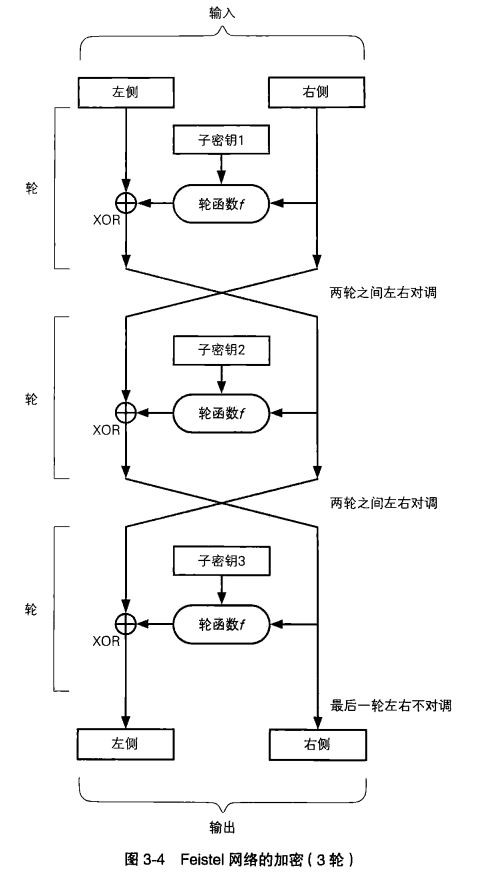 输入
左侧
右侧
子密钥1
轮
轮函数f
XOR
两轮之间左右对调
子密钥2
轮
轮函数f
XOR
两轮之间左右对调
子密钥3
轮
轮函数f
XOR
最后一轮左右不对调
左侧
右侧
输出
图 3-4 Feistel 网络的加密(3 轮)